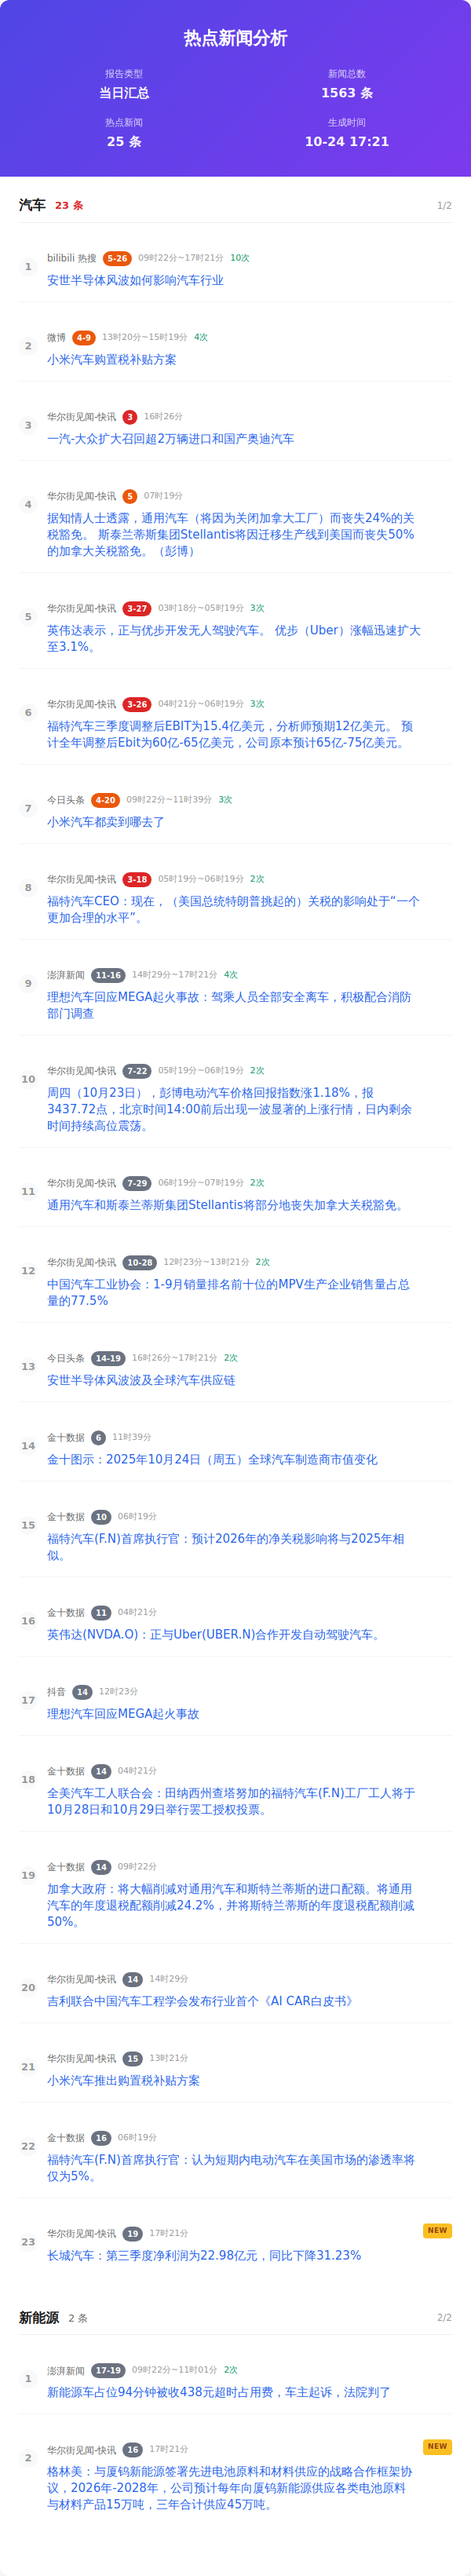 热点新闻分析
报告类型
当日汇总
新闻总数
1563 条
热点新闻
25 条
生成时间
10-24 17:21
汽车 23 条 1/2
1 bilibili 热搜 5-26 09时22分~17时21分 10次
安世半导体风波如何影响汽车行业
2 微博 4-9 13时20分~15时19分 4次
小米汽车购置税补贴方案
3 华尔街见闻-快讯 3 16时26分
一汽-大众扩大召回超2万辆进口和国产奥迪汽车
4 华尔街见闻-快讯 5 07时19分
据知情人士透露，通用汽车（将因为关闭加拿大工厂）而丧失24%的关
税豁免。 斯泰兰蒂斯集团Stellantis将因迁移生产线到美国而丧失50%
的加拿大关税豁免。（彭博）
5 华尔街见闻-快讯 3-27 03时18分~05时19分 3次
英伟达表示，正与优步开发无人驾驶汽车。 优步（Uber）涨幅迅速扩大
至3.1%。
6 华尔街见闻-快讯 3-26 04时21分~06时19分 3次
福特汽车三季度调整后EBIT为15.4亿美元，分析师预期12亿美元。 预
计全年调整后Ebit为60亿-65亿美元，公司原本预计65亿-75亿美元。
7 今日头条 4-20 09时22分~11时39分 3次
小米汽车都卖到哪去了
8 华尔街见闻-快讯 3-18 05时19分~06时19分 2次
福特汽车CEO：现在，（美国总统特朗普挑起的）关税的影响处于“一个
更加合理的水平”。
9 澎湃新闻 11-16 14时29分~17时21分 4次
理想汽车回应MEGA起火事故：驾乘人员全部安全离车，积极配合消防
部门调查
10 华尔街见闻-快讯 7-22 05时19分~06时19分 2次
周四（10月23日），彭博电动汽车价格回报指数涨1.18%，报
3437.72点，北京时间14:00前后出现一波显著的上涨行情，日内剩余
时间持续高位震荡。
11 华尔街见闻-快讯 7-29 06时19分~07时19分 2次
通用汽车和斯泰兰蒂斯集团Stellantis将部分地丧失加拿大关税豁免。
12 华尔街见闻-快讯 10-28 12时23分~13时21分 2次
中国汽车工业协会：1-9月销量排名前十位的MPV生产企业销售量占总
量的77.5%
13 今日头条 14-19 16时26分~17时21分 2次
安世半导体风波波及全球汽车供应链
14 金十数据 6 11时39分
金十图示：2025年10月24日（周五）全球汽车制造商市值变化
15 金十数据 10 06时19分
福特汽车(F.N)首席执行官：预计2026年的净关税影响将与2025年相
似。
16 金十数据 11 04时21分
英伟达(NVDA.O)：正与Uber(UBER.N)合作开发自动驾驶汽车。
17 抖音 14 12时23分
理想汽车回应MEGA起火事故
18 金十数据 14 04时21分
全美汽车工人联合会：田纳西州查塔努加的福特汽车(F.N)工厂工人将于
10月28日和10月29日举行罢工授权投票。
19 金十数据 14 09时22分
加拿大政府：将大幅削减对通用汽车和斯特兰蒂斯的进口配额。将通用
汽车的年度退税配额削减24.2%，并将斯特兰蒂斯的年度退税配额削减
50%。
20 华尔街见闻-快讯 14 14时29分
吉利联合中国汽车工程学会发布行业首个《AI CAR白皮书》
21 华尔街见闻-快讯 15 13时21分
小米汽车推出购置税补贴方案
22 金十数据 16 06时19分
福特汽车(F.N)首席执行官：认为短期内电动汽车在美国市场的渗透率将
仅为5%。
23 华尔街见闻-快讯 19 17时21分 NEW
长城汽车：第三季度净利润为22.98亿元，同比下降31.23%
新能源 2 条 2/2
1 澎湃新闻 17-19 09时22分~11时01分 2次
新能源车占位94分钟被收438元超时占用费，车主起诉，法院判了
2 华尔街见闻-快讯 16 17时21分 NEW
格林美：与厦钨新能源签署先进电池原料和材料供应的战略合作框架协
议，2026年-2028年，公司预计每年向厦钨新能源供应各类电池原料
与材料产品15万吨，三年合计供应45万吨。